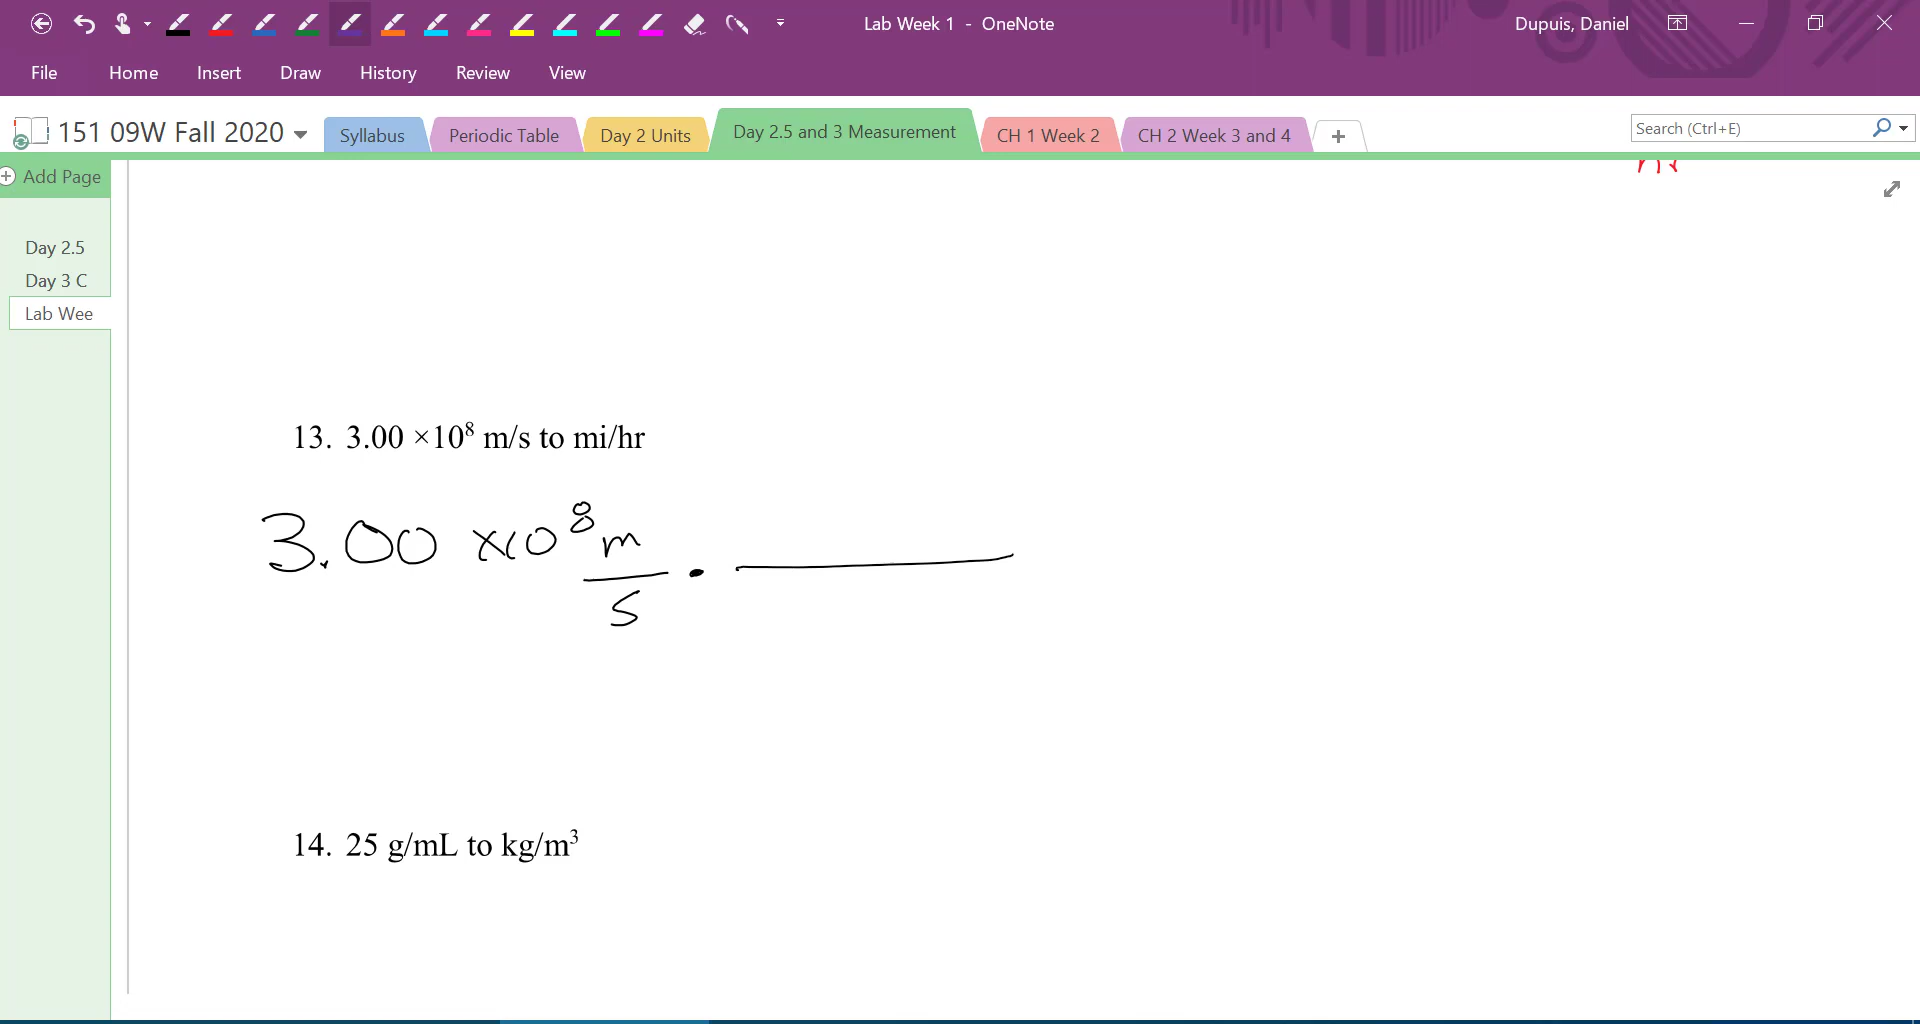 Lab Week 1 - OneNote
Dupuis, Daniel
File Home Insert Draw History Review View
151 09W Fall 2020
Syllabus Periodic Table Day 2 Units Day 2.5 and 3 Measurement CH 1 Week 2 CH 2 Week 3 and 4 +
Search (Ctrl+E)
Add Page
Day 2.5
Day 3 C
Lab Wee
13. 3.00 ×10⁸ m/s to mi/hr
3.00 x10⁸ m
s
14. 25 g/mL to kg/m³